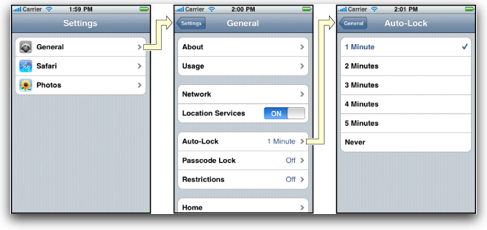 Carrier 1:59 PM
Settings
General
Safari
Photos
Carrier 2:00 PM
Settings General
About
Usage
Network
Location Services ON
Auto-Lock 1 Minute
Passcode Lock Off
Restrictions Off
Home
Carrier 2:01 PM
General Auto-Lock
1 Minute
2 Minutes
3 Minutes
4 Minutes
5 Minutes
Never